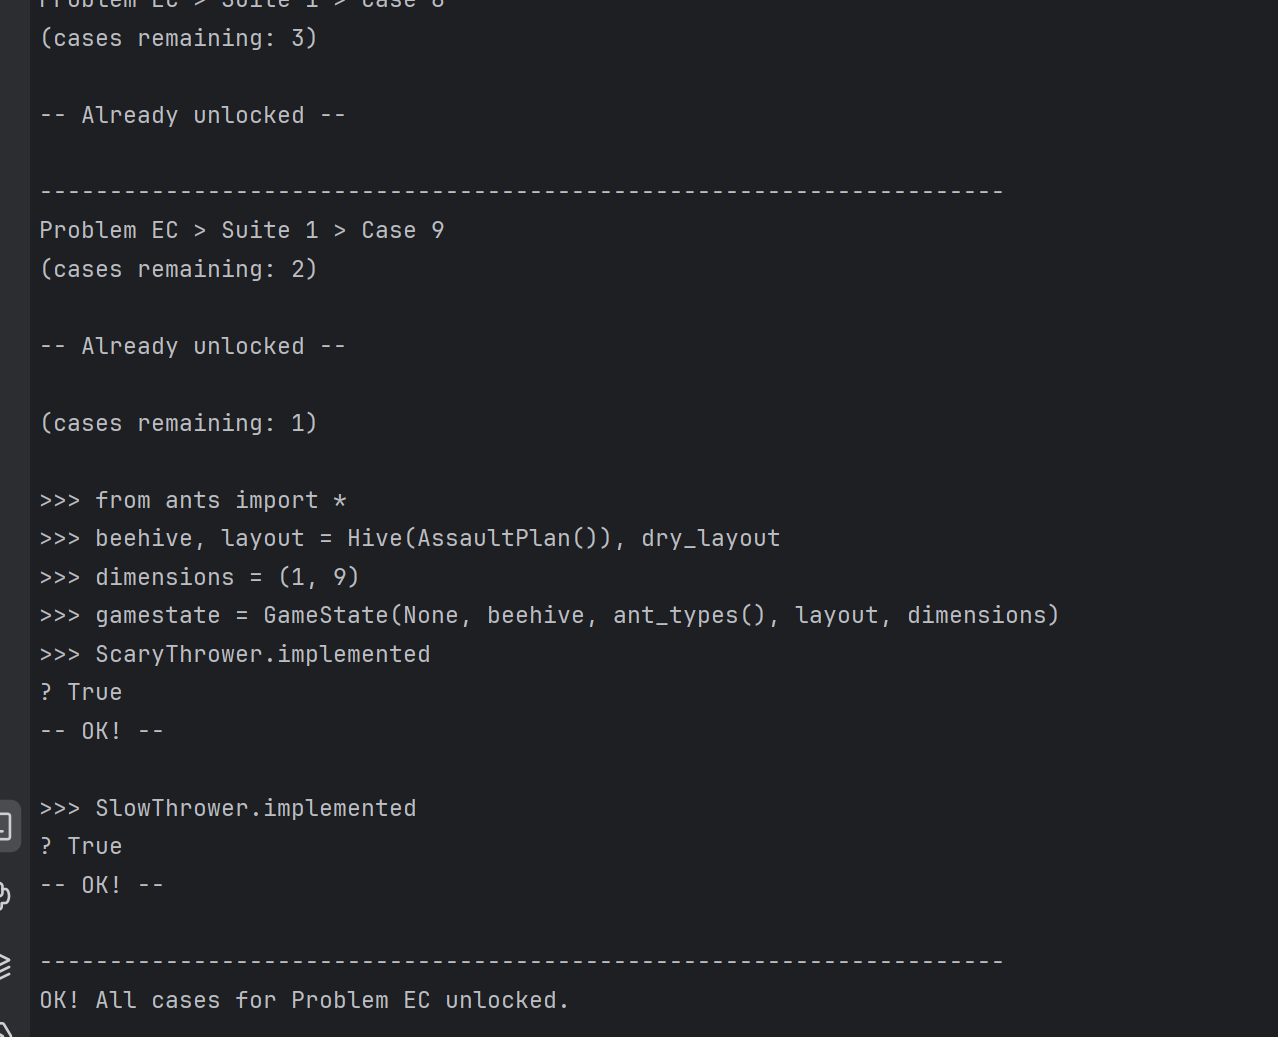 Problem EC > Suite 1 > Case 8
(cases remaining: 3)
-- Already unlocked --
---------------------------------------------------------------------
Problem EC > Suite 1 > Case 9
(cases remaining: 2)
-- Already unlocked --
(cases remaining: 1)
>>> from ants import *
>>> beehive, layout = Hive(AssaultPlan()), dry_layout
>>> dimensions = (1, 9)
>>> gamestate = GameState(None, beehive, ant_types(), layout, dimensions)
>>> ScaryThrower.implemented
? True
-- OK! --
>>> SlowThrower.implemented
? True
-- OK! --
---------------------------------------------------------------------
OK! All cases for Problem EC unlocked.